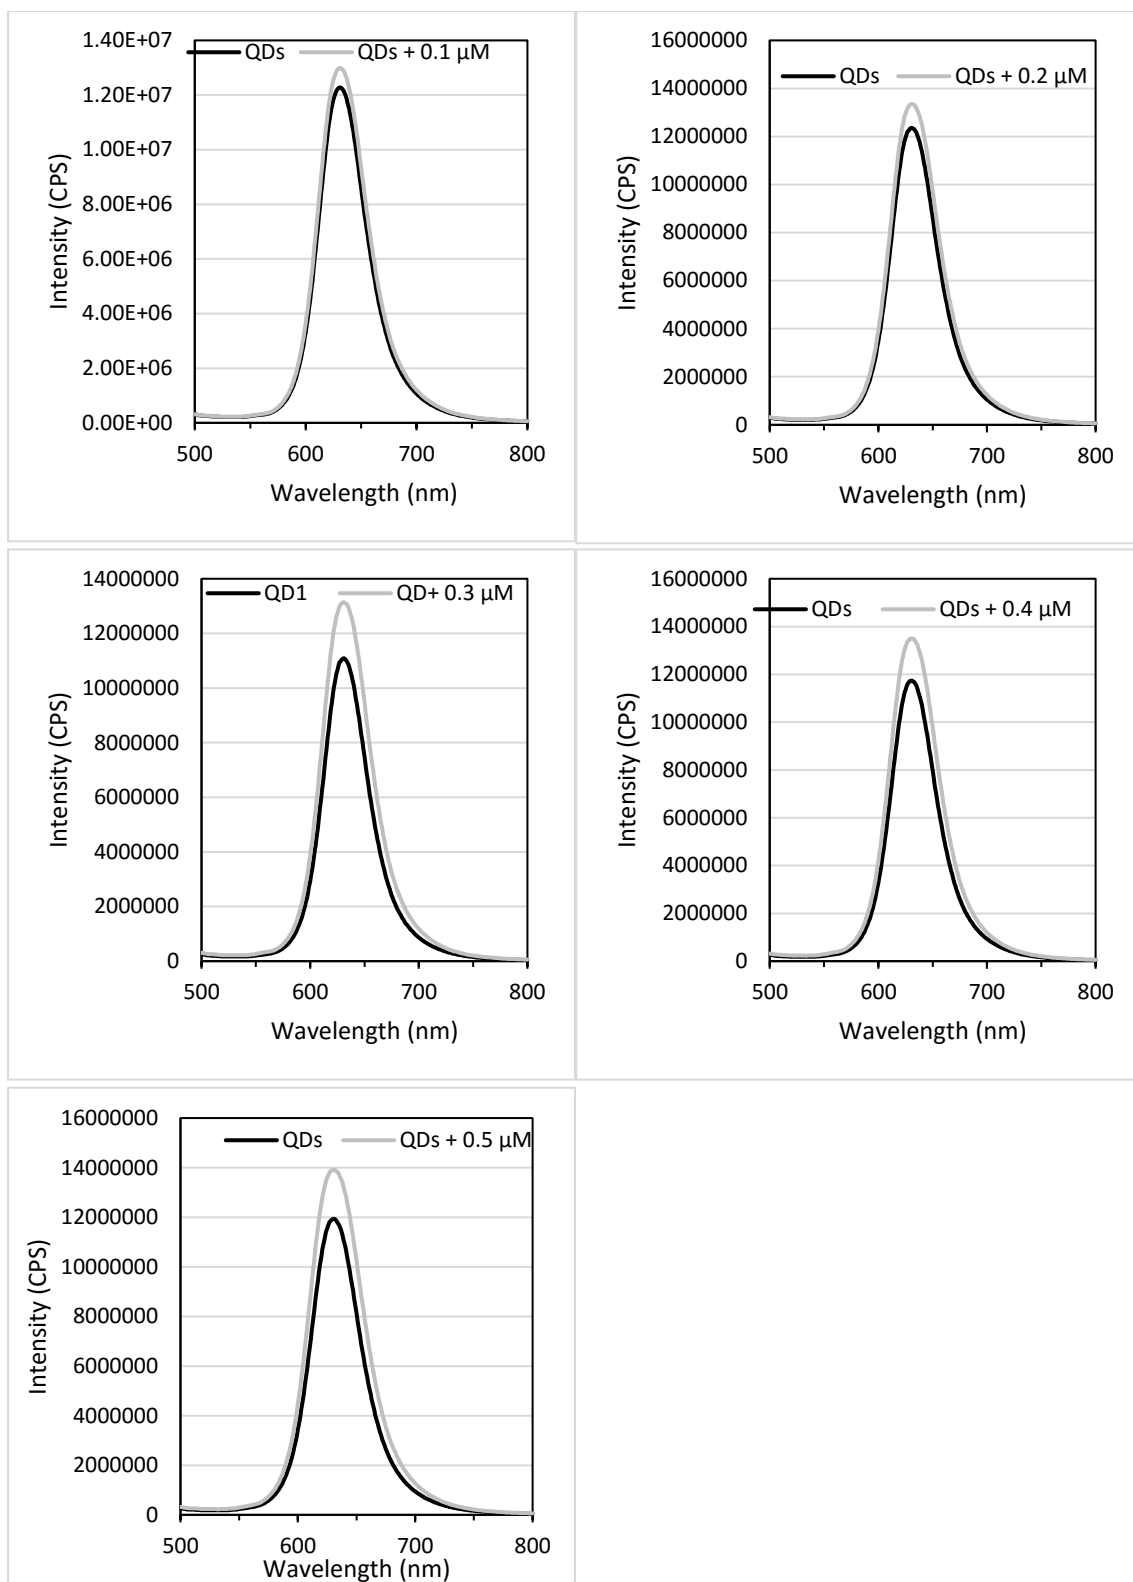 1.40E+07
QDs QDs + 0.1 µM
1.20E+07
1.00E+07
8.00E+06
6.00E+06
4.00E+06
2.00E+06
0.00E+00
Intensity (CPS)
500 600 700 800
Wavelength (nm)
16000000
QDs QDs + 0.2 µM
14000000
12000000
10000000
8000000
6000000
4000000
2000000
0
Intensity (CPS)
500 600 700 800
Wavelength (nm)
14000000
QD1 QD+ 0.3 µM
12000000
10000000
8000000
6000000
4000000
2000000
0
Intensity (CPS)
500 600 700 800
Wavelength (nm)
16000000
QDs QDs + 0.4 µM
14000000
12000000
10000000
8000000
6000000
4000000
2000000
0
Intensity (CPS)
500 600 700 800
Wavelength (nm)
16000000
QDs QDs + 0.5 µM
14000000
12000000
10000000
8000000
6000000
4000000
2000000
0
Intensity (CPS)
500 600 700 800
Wavelength (nm)